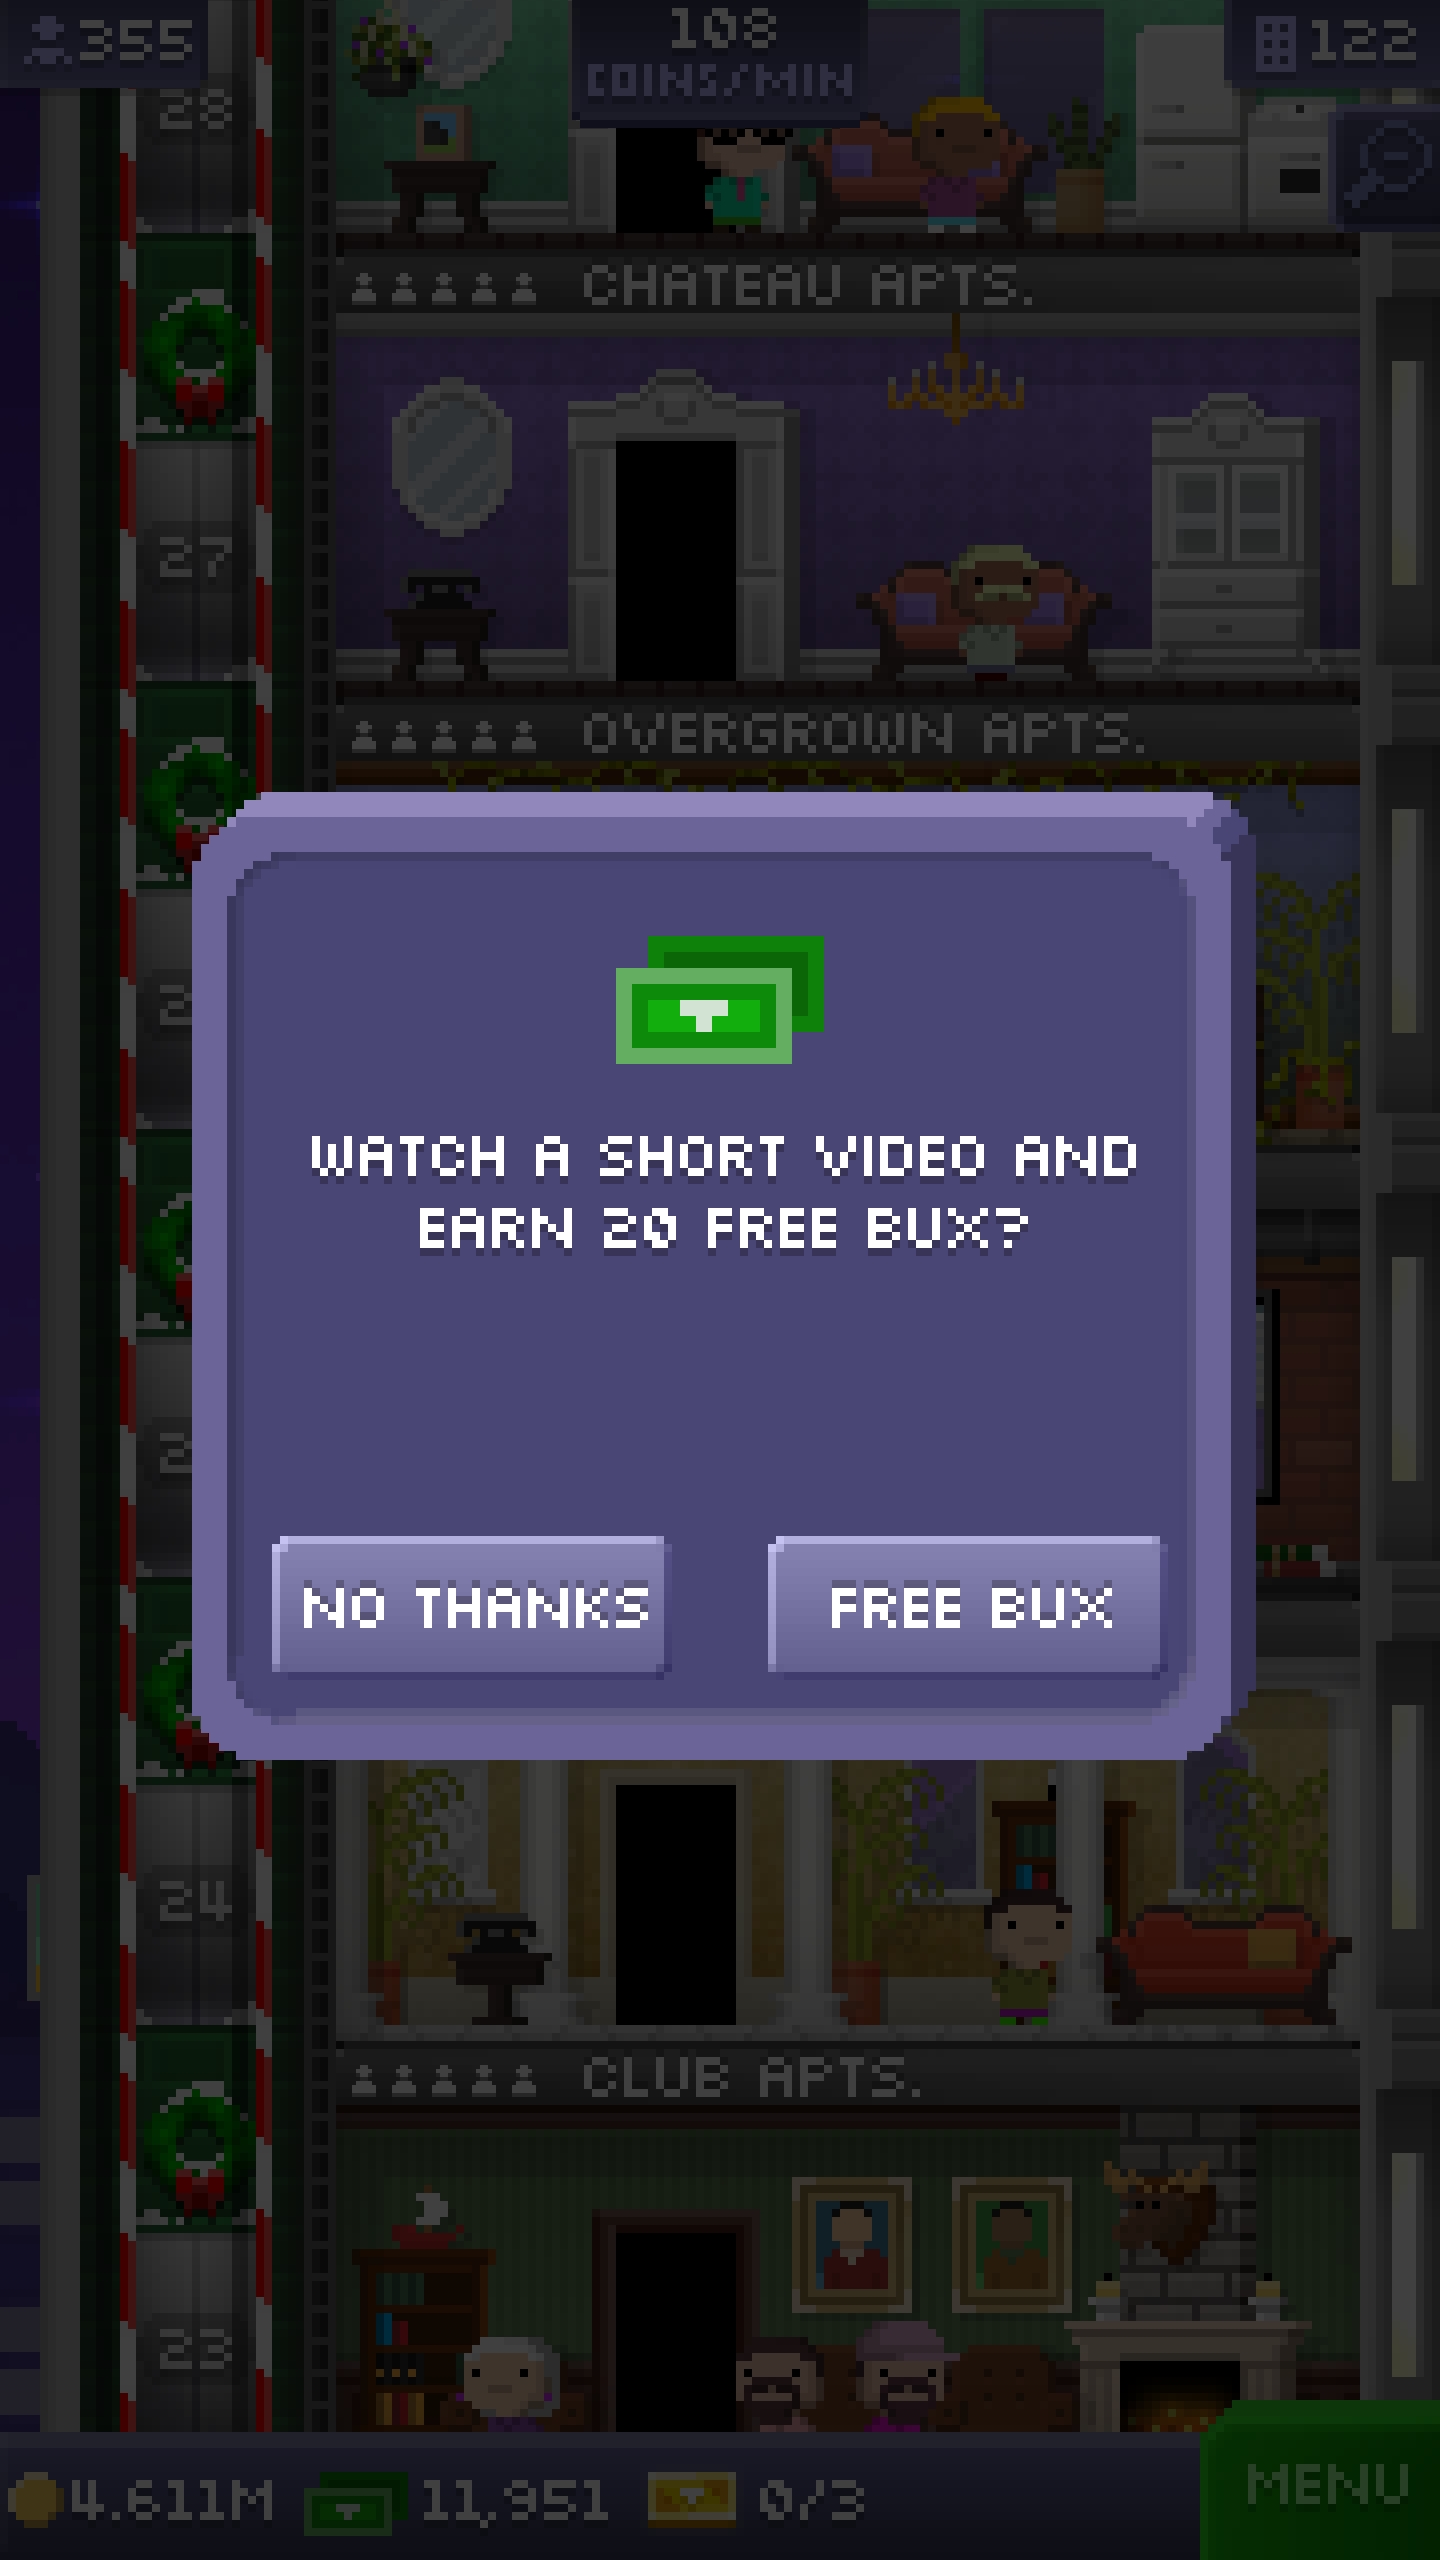 355
108
COINS/MIN
122
28
CHATEAU APTS.
27
OVERGROWN APTS.
WATCH A SHORT VIDEO AND
EARN 20 FREE BUX?
NO THANKS
FREE BUX
24
CLUB APTS.
23
4.611M
11,951
0/3
MENU